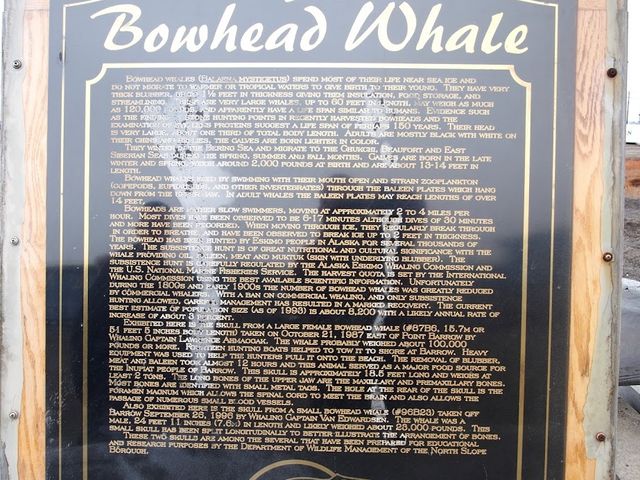 Bowhead Whale
BOWHEAD WHALES (BALAENA MYSTICETUS) SPEND MOST OF THEIR LIFE NEAR SEA ICE AND
DO NOT MIGRATE TO WARMER OR TROPICAL WATERS TO GIVE BIRTH TO THEIR YOUNG. THEY HAVE VERY
THICK BLUBBER, ½ FEET IN THICKNESS GIVING THEM INSULATION, FOOD STORAGE, AND
STREAMLINING. ARE VERY LARGE WHALES, UP TO 60 FEET IN LENGTH, MAY WEIGH AS MUCH
AS 120,000 AND APPARENTLY HAVE A LIFE SPAN SIMILAR TO HUMANS. EVIDENCE SUCH
AS THE FINDING STONE HUNTING POINTS IN RECENTLY HARVESTED BOWHEADS AND THE
EXAMINATION OF LENS PROTEINS SUGGEST A LIFE SPAN OF PERHAPS 150 YEARS. THEIR HEAD
IS VERY LARGE, ABOUT ONE THIRD OF TOTAL BODY LENGTH. ADULTS ARE MOSTLY BLACK WITH WHITE ON
THEIR CHINS AND BELLIES, THE CALVES ARE BORN LIGHTER IN COLOR.
THEY WINTER IN THE BERING SEA AND MIGRATE TO THE CHUKCHI, BEAUFORT AND EAST
SIBERIAN SEAS DURING THE SPRING, SUMMER AND FALL MONTHS. CALVES ARE BORN IN THE LATE
WINTER AND SPRING, WEIGH AROUND 2,000 POUNDS AT BIRTH AND ARE ABOUT 13-14 FEET IN
LENGTH.
BOWHEAD WHALES FEED BY SWIMMING WITH THEIR MOUTH OPEN AND STRAIN ZOOPLANKTON
(COPEPODS, EUPHAUSIIDS, AND OTHER INVERTEBRATES) THROUGH THE BALEEN PLATES WHICH HANG
DOWN FROM THE UPPER JAW. IN ADULT WHALES THE BALEEN PLATES MAY REACH LENGTHS OF OVER
14 FEET.
BOWHEADS ARE RATHER SLOW SWIMMERS, MOVING AT APPROXIMATELY 2 TO 4 MILES PER
HOUR. MOST DIVES HAVE BEEN OBSERVED TO BE 6-17 MINUTES ALTHOUGH DIVES OF 30 MINUTES
AND MORE HAVE BEEN RECORDED. WHEN MOVING THROUGH ICE, THEY REGULARLY BREAK THROUGH
IN ORDER TO BREATHE, AND HAVE BEEN OBSERVED TO BREAK ICE UP TO 2 FEET IN THICKNESS.
THE BOWHEAD HAS BEEN HUNTED BY ESKIMO PEOPLE IN ALASKA FOR SEVERAL THOUSANDS OF
YEARS. THE SUBSISTENCE HUNT IS OF GREAT NUTRITIONAL AND CULTURAL SIGNIFICANCE WITH THE
WHALE PROVIDING OIL, BALEEN, MEAT AND MUKTUK (SKIN WITH UNDERLYING BLUBBER). THE
SUBSISTENCE HUNT IS CAREFULLY REGULATED BY THE ALASKA ESKIMO WHALING COMMISSION AND
THE U.S. NATIONAL MARINE FISHERIES SERVICE. THE HARVEST QUOTA IS SET BY THE INTERNATIONAL
WHALING COMMISSION USING THE BEST AVAILABLE SCIENTIFIC INFORMATION. UNFORTUNATELY
DURING THE 1800S AND EARLY 1900S THE NUMBER OF BOWHEAD WHALES WAS GREATLY REDUCED
BY COMMERCIAL WHALERS. WITH A BAN ON COMMERCIAL WHALING, AND ONLY SUBSISTENCE
HUNTING ALLOWED, CAREFUL MANAGEMENT HAS RESULTED IN A MARKED RECOVERY. THE CURRENT
BEST ESTIMATE OF POPULATION SIZE (AS OF 1993) IS ABOUT 8,200 WITH A LIKELY ANNUAL RATE OF
INCREASE OF ABOUT 3 PERCENT.
EXHIBITED HERE IS THE SKULL FROM A LARGE FEMALE BOWHEAD WHALE (#87B6, 15.7M OR
51 FEET 5 INCHES BODY LENGTH) TAKEN ON OCTOBER 21, 1987 EAST OF POINT BARROW BY
WHALING CAPTAIN LAWRENCE AHMAOGAK. THE WHALE PROBABLY WEIGHED ABOUT 100,000
POUNDS OR MORE. FOURTEEN HUNTING BOATS HELPED TO TOW IT TO SHORE AT BARROW. HEAVY
EQUIPMENT WAS USED TO HELP THE HUNTERS PULL IT ONTO THE BEACH. THE REMOVAL OF BLUBBER,
MEAT AND BALEEN TOOK ALMOST 12 HOURS AND THIS ANIMAL SERVED AS A MAJOR FOOD SOURCE FOR
THE INUPIAT PEOPLE OF BARROW. THIS SKULL IS APPROXIMATELY 18.5 FEET LONG AND WEIGHS AT
LEAST 2 TONS. THE LONG BONES OF THE UPPER JAW ARE THE MAXILLARY AND PREMAXILLARY BONES.
MOST BONES ARE IDENTIFIED WITH SMALL METAL TAGS. THE HOLE AT THE REAR OF THE SKULL IS THE
FORAMEN MAGNUM WHICH ALLOWS THE SPINAL CORD TO MEET THE BRAIN AND ALSO ALLOWS THE
PASSAGE OF NUMEROUS SMALL BLOOD VESSELS.
ALSO EXHIBITED HERE IS THE SKULL FROM A SMALL BOWHEAD WHALE (#96B23) TAKEN OFF
BARROW SEPTEMBER 25, 1996 BY WHALING CAPTAIN VAN EDWARDSEN. THE WHALE WAS A
MALE, 24 FEET 11 INCHES (7.6M) IN LENGTH AND LIKELY WEIGHED ABOUT 25,000 POUNDS. THIS
SMALL SKULL HAS BEEN SPLIT LONGITUDINALLY TO BETTER ILLUSTRATE THE ARRANGEMENT OF BONES.
THESE TWO SKULLS ARE AMONG THE SEVERAL THAT HAVE BEEN PREPARED FOR EDUCATIONAL
AND RESEARCH PURPOSES BY THE DEPARTMENT OF WILDLIFE MANAGEMENT OF THE NORTH SLOPE
BOROUGH.